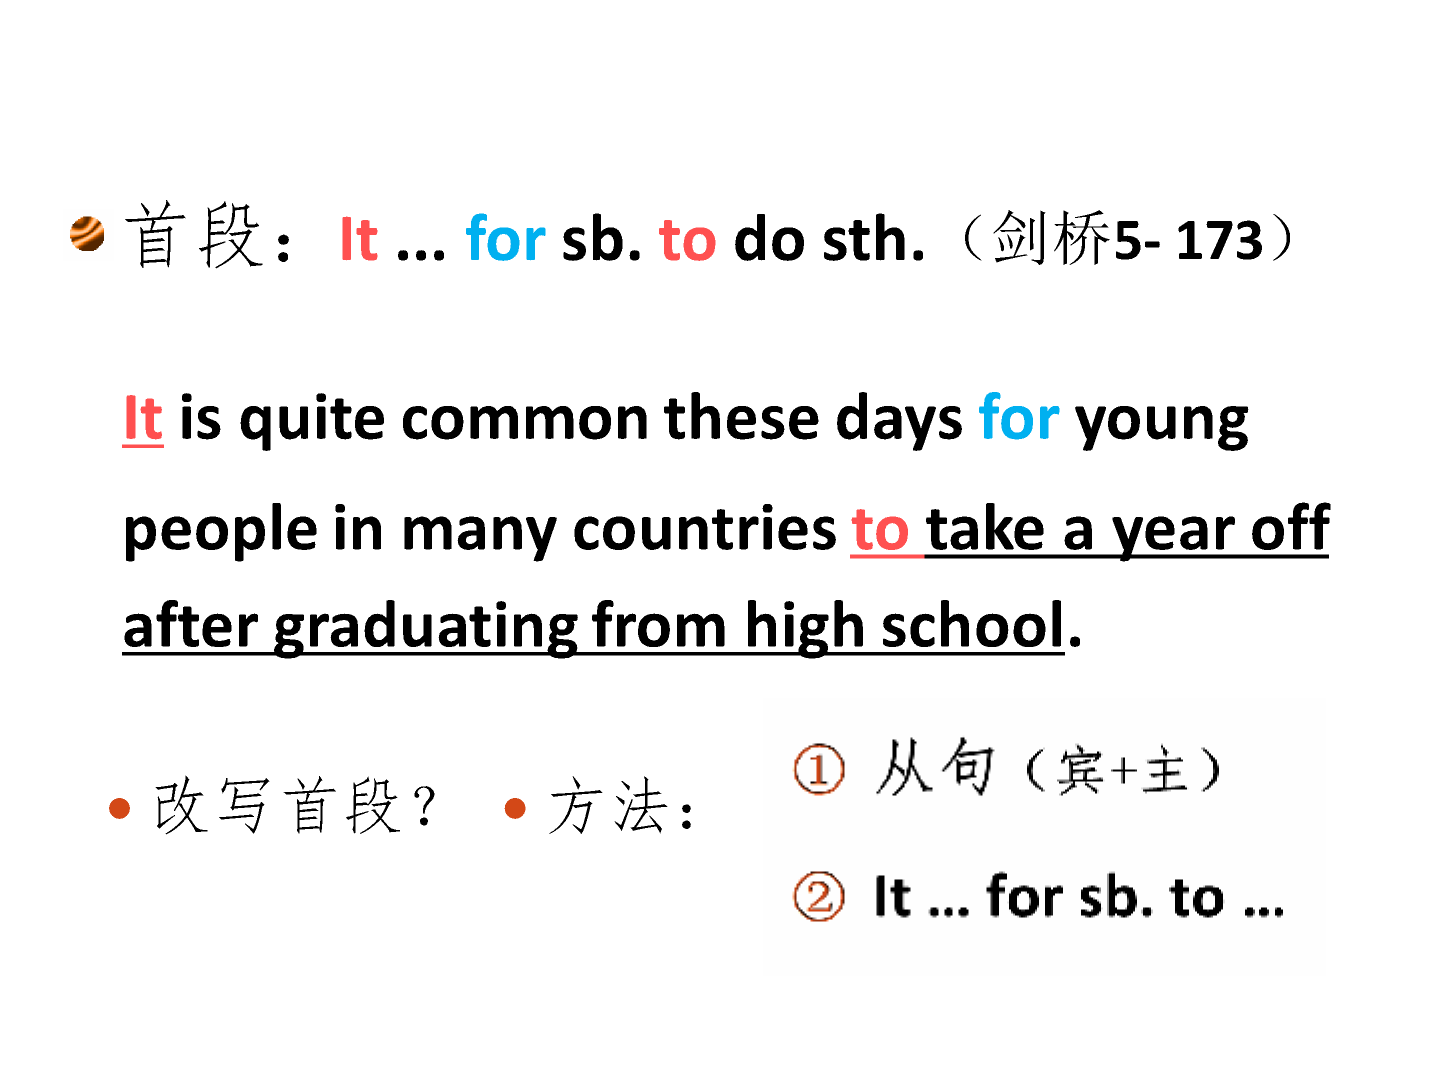 首段：It ... for sb. to do sth.（剑桥5- 173）
It is quite common these days for young
people in many countries to take a year off
after graduating from high school.
改写首段？ 方法：
① 从句（宾+主）
② It ... for sb. to ...